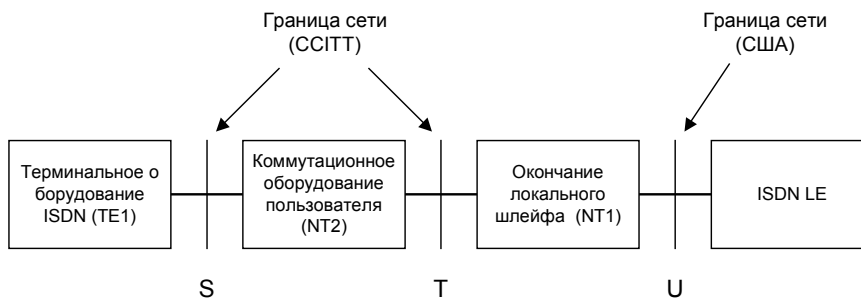 Граница сети
(CCITT)
Граница сети
(США)
Терминальное о
борудование
ISDN (TE1)
Коммутационное
оборудование
пользователя
(NT2)
Окончание
локального
шлейфа (NT1)
ISDN LE
S
T
U